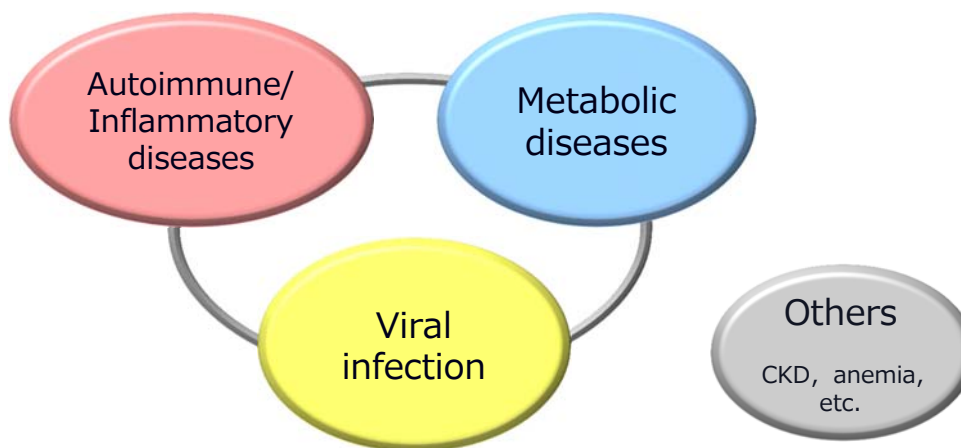 Autoimmune/
Inflammatory
diseases
Metabolic
diseases
Viral
infection
Others
CKD, anemia,
etc.